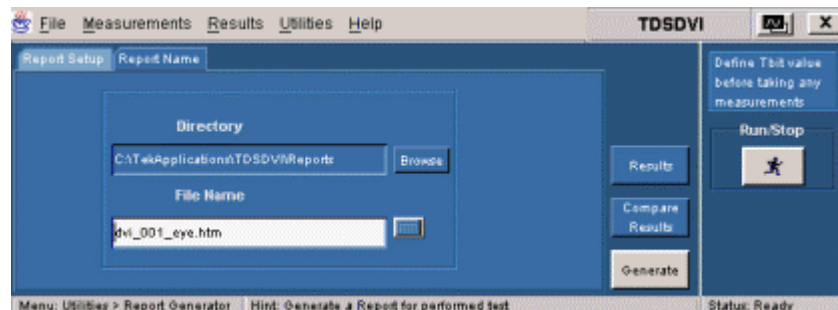 File Measurements Results Utilities Help TDSDVI X
Report Setup Report Name
Define Tbit value
before taking any
measurements
Directory
Run/Stop
C:\TekApplications\TDSDVI\Reports Browse
Results
File Name
Compare
Results
dvi_001_eye.htm
Generate
Menu: Utilities > Report Generator Hint: Generate a Report for performed test Status: Ready